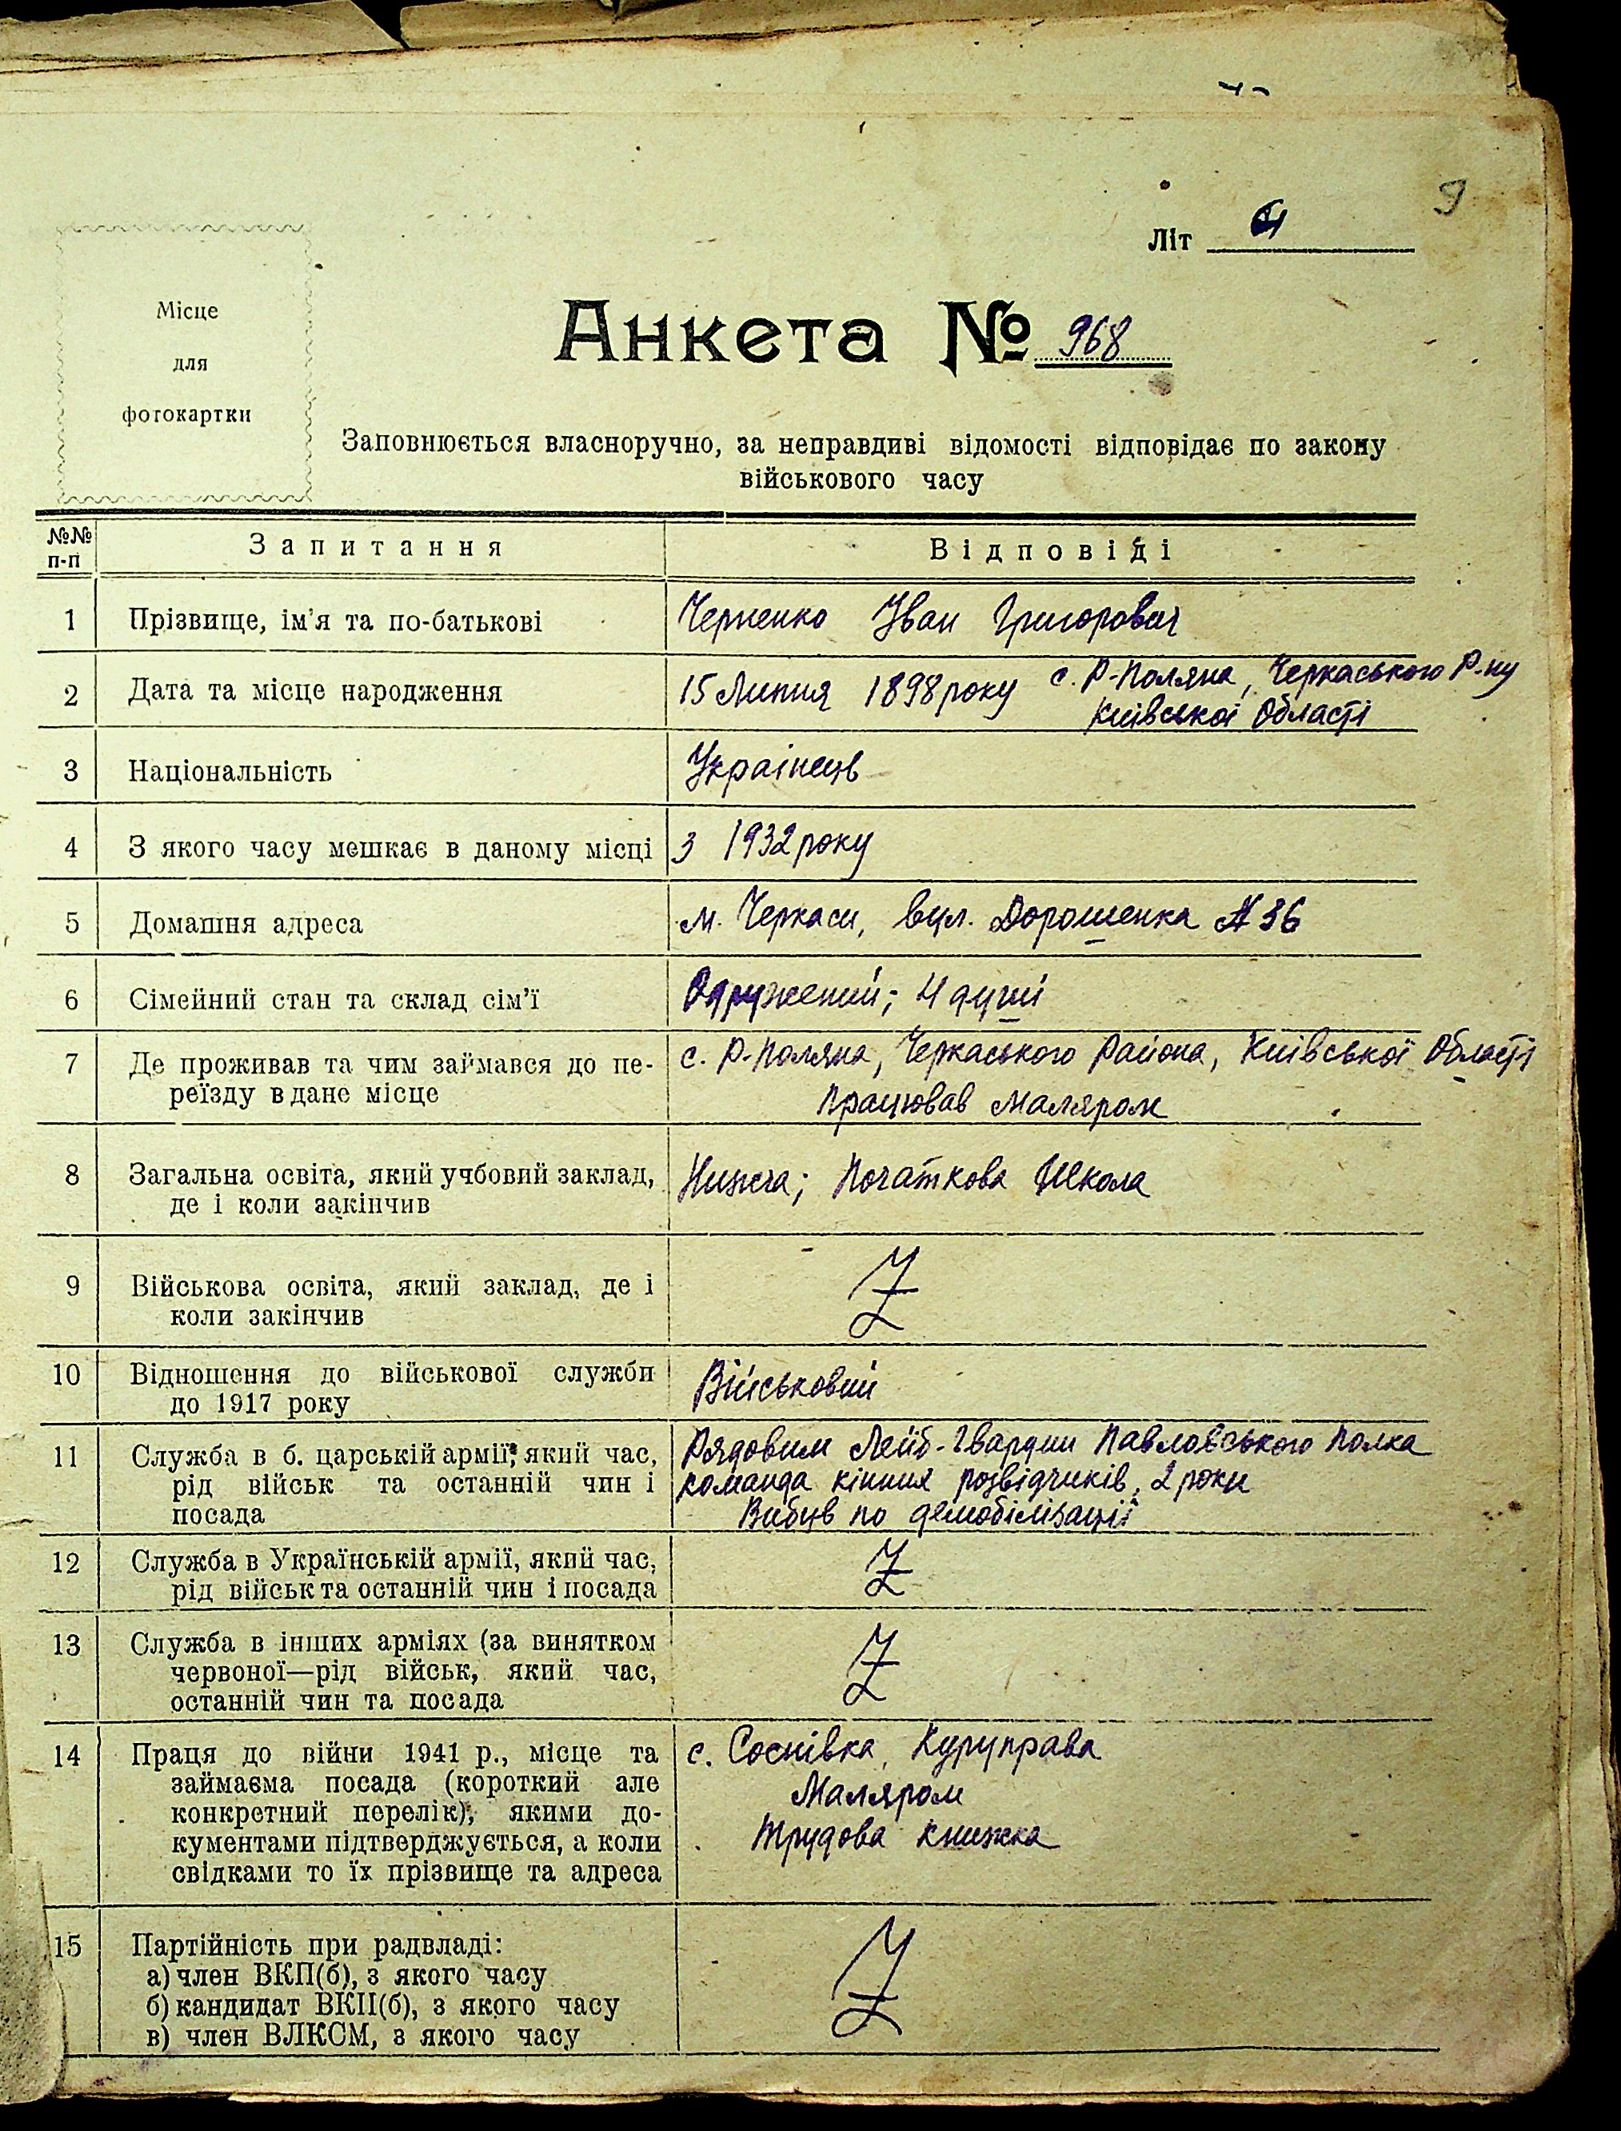 9
Літ
Місце
для
фотокартки
Анкета № 968
Заповнюється власноручно, за неправдиві відомості відповідає по закону
військового часу
№№ п-п
Запитання
Відповіді
1
Прізвище, ім'я та по-батькові
Черненко Іван Григорович
2
Дата та місце народження
15 Липня 1898 року с. Р-Поляна, Черкаського Р-ну
Київської Області
3
Національність
Українець
4
З якого часу мешкає в даному місці
з 1932 року
5
Домашня адреса
м. Черкаси, вул. Дорошенка № 36
6
Сімейний стан та склад сім'ї
Одружений; 4 душі
7
Де проживав та чим займався до пе-
реїзду в дане місце
с. Р-Поляна, Черкаського Района, Київської Області
Працював Маляром
8
Загальна освіта, який учбовий заклад,
де і коли закінчив
Нижча; Початкова Школа
9
Військова освіта, який заклад, де і
коли закінчив
Z
10
Відношення до військової служби
до 1917 року
Військовий
11
Служба в б. царській армії, який час,
рід військ та останній чин і
посада
Рядовим Лейб-Гвардии Павловського Полка
команда кінних розвідчиків, 2 роки
Вибув по демобілізації
12
Служба в Українській армії, який час,
рід військ та останній чин і посада
Z
13
Служба в інших арміях (за винятком
червоної—рід військ, який час,
останній чин та посада
Z
14
Праця до війни 1941 р., місце та
займаєма посада (короткий але
конкретний перелік), якими до-
кументами підтверджується, а коли
свідками то їх прізвище та адреса
с. Соснівка, Куруправа
Маляром
Трудова Книжка
15
Партійність при радвладі:
а) член ВКП(б), з якого часу
б) кандидат ВКП(б), з якого часу
в) член ВЛКСМ, з якого часу
Z